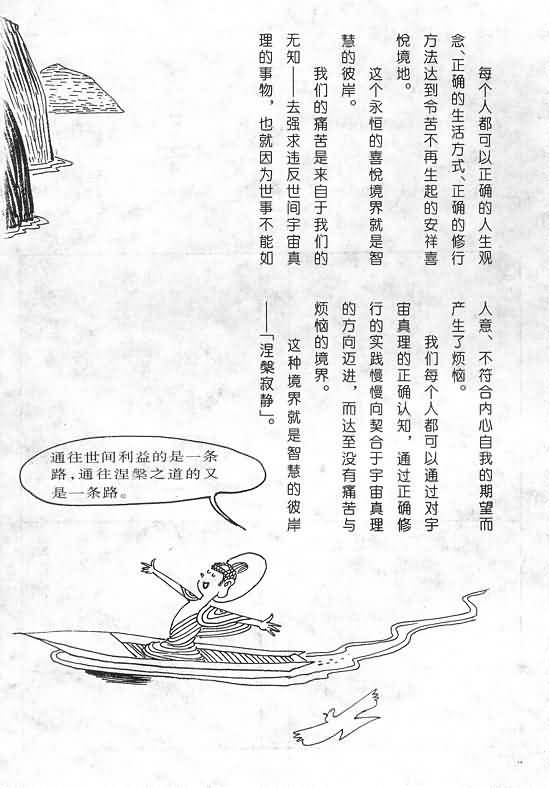 每个人都可以正确的人生观
念、正确的生活方式、正确的修行
方法达到令苦不再生起的安祥喜
悦境地。
这个永恒的喜悦境界就是智
慧的彼岸。
我们的痛苦是来自于我们的
无知——去强求违反世间宇宙真
理的事物，也就因为世事不能如
人意、不符合内心自我的期望而
产生了烦恼。
我们每个人都可以通过对宇
宙真理的正确认知，通过正确修
行的实践慢慢向契合于宇宙真理
的方向迈进，而达至没有痛苦与
烦恼的境界。
这种境界就是智慧的彼岸
——「涅槃寂静」。
通往世间利益的是一条
路，通往涅槃之道的又
是一条路。